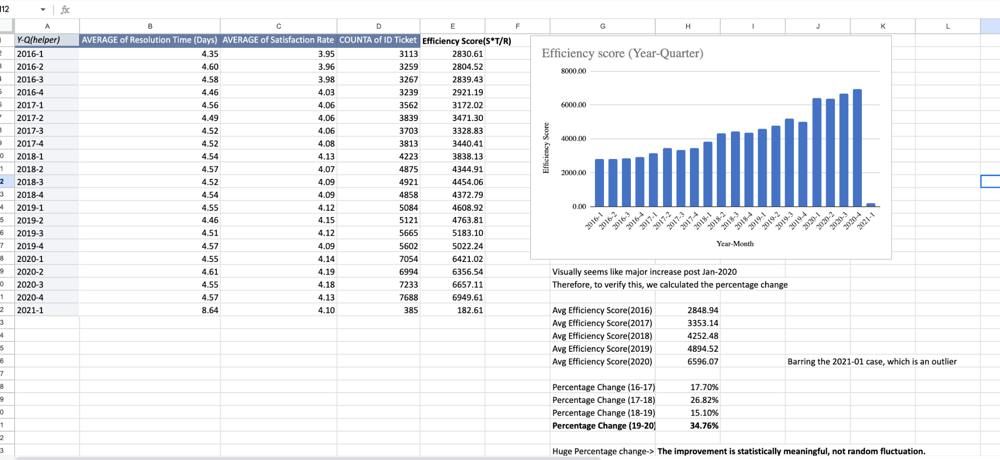 12 fx
A B C D E F G H I J K L
Y-Q(helper) AVERAGE of Resolution Time (Days) AVERAGE of Satisfaction Rate COUNTA of ID Ticket Efficiency Score(S*T/R)
2016-1 4.35 3.95 3113 2830.61
2016-2 4.60 3.96 3259 2804.52
2016-3 4.58 3.98 3267 2839.43
2016-4 4.46 4.03 3239 2921.19
2017-1 4.56 4.06 3562 3172.02
2017-2 4.49 4.06 3839 3471.30
2017-3 4.52 4.06 3703 3328.83
2017-4 4.52 4.08 3813 3440.41
2018-1 4.54 4.13 4223 3838.13
2018-2 4.57 4.07 4875 4344.91
2018-3 4.52 4.09 4921 4454.06
2018-4 4.54 4.09 4858 4372.79
2019-1 4.55 4.12 5084 4608.92
2019-2 4.46 4.15 5121 4763.81
2019-3 4.51 4.12 5665 5183.10
2019-4 4.57 4.09 5602 5022.24
2020-1 4.55 4.14 7054 6421.02
2020-2 4.61 4.19 6994 6356.54
2020-3 4.55 4.18 7233 6657.11
2020-4 4.57 4.13 7688 6949.61
2021-1 8.64 4.10 385 182.61
Efficiency score (Year-Quarter)
8000.00
6000.00
4000.00
2000.00
0.00
Efficiency Score
2016-1 2016-2 2016-3 2016-4 2017-1 2017-2 2017-3 2017-4 2018-1 2018-2 2018-3 2018-4 2019-1 2019-2 2019-3 2019-4 2020-1 2020-2 2020-3 2020-4 2021-1
Year-Month
Visually seems like major increase post Jan-2020
Therefore, to verify this, we calculated the percentage change
Avg Efficiency Score(2016) 2848.94
Avg Efficiency Score(2017) 3353.14
Avg Efficiency Score(2018) 4252.48
Avg Efficiency Score(2019) 4894.52
Avg Efficiency Score(2020) 6596.07 Barring the 2021-01 case, which is an outlier
Percentage Change (16-17) 17.70%
Percentage Change (17-18) 26.82%
Percentage Change (18-19) 15.10%
Percentage Change (19-20) 34.76%
Huge Percentage change-> The improvement is statistically meaningful, not random fluctuation.